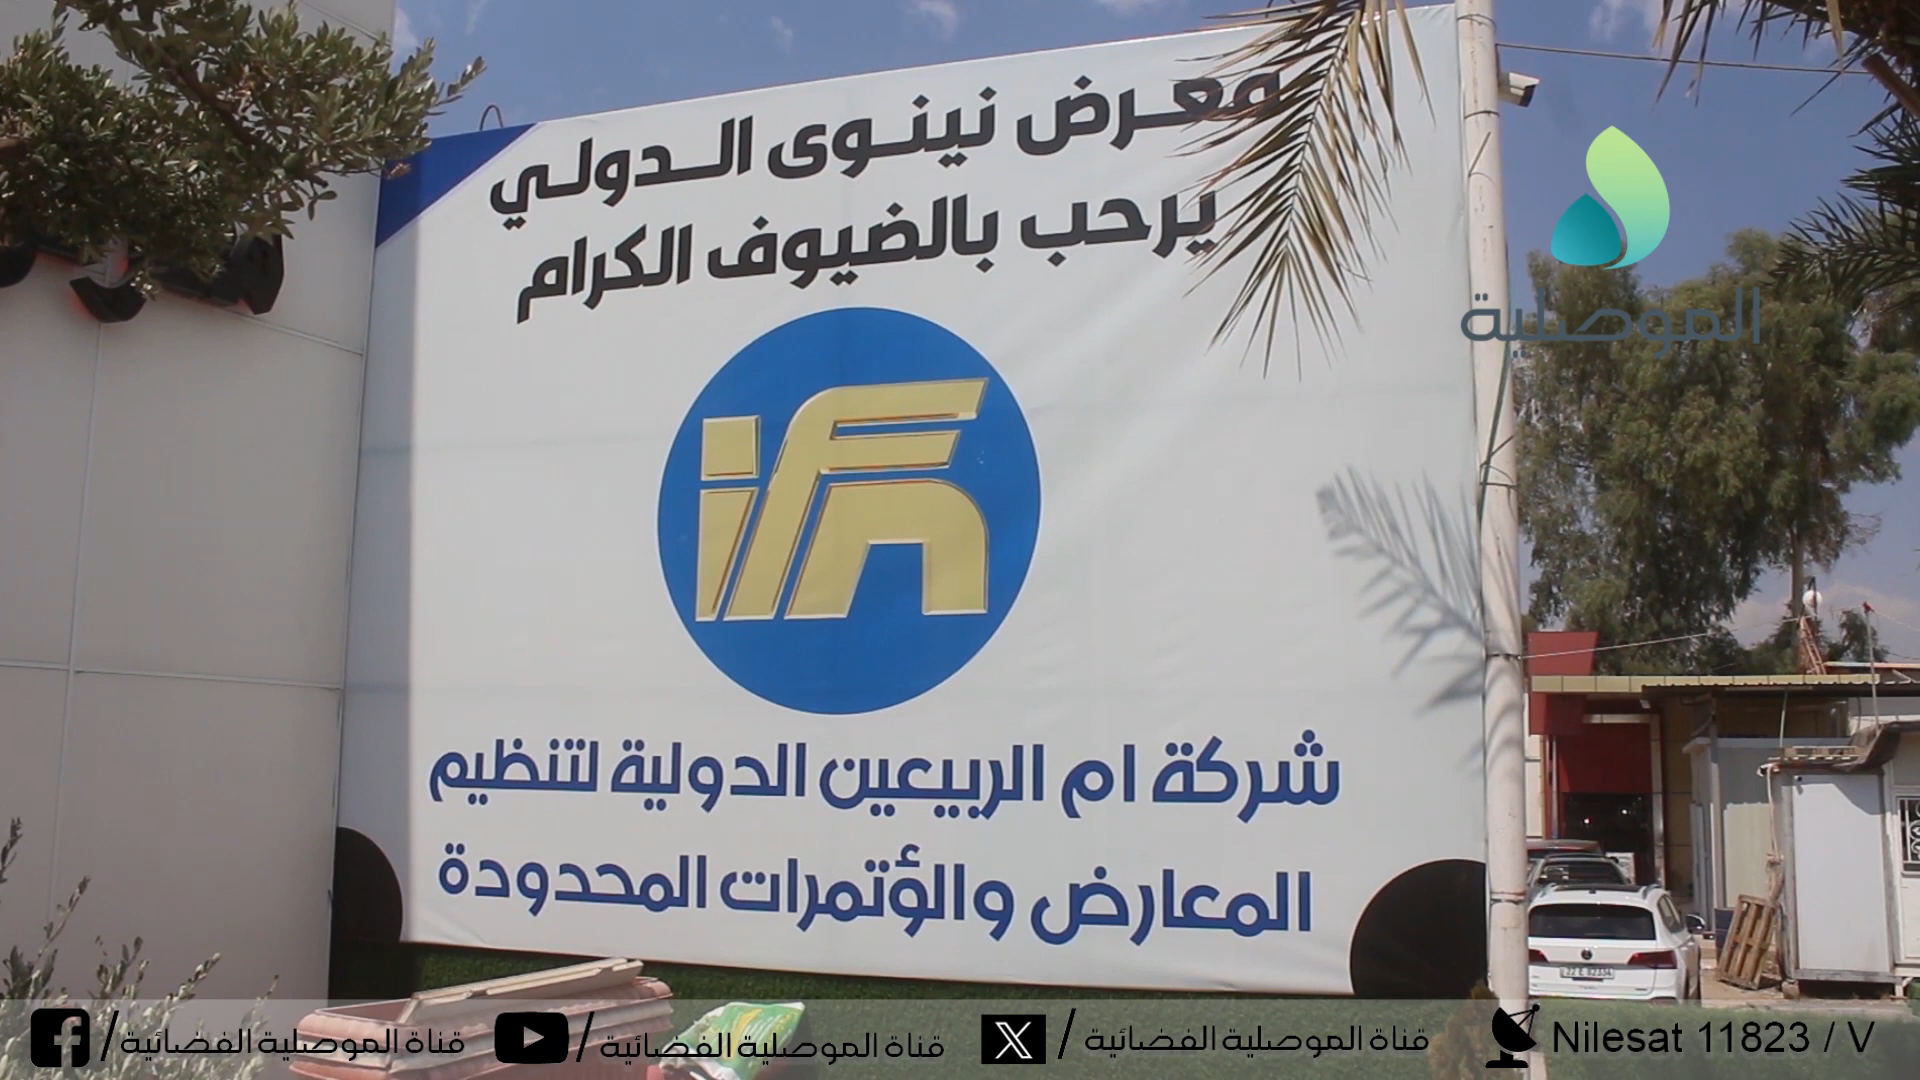 معرض نينوى الدولي
يرحب بالضيوف الكرام
ifn
شركة ام الربيعين الدولية لتنظيم
المعارض والؤتمرات المحدودة
الموصلية
/قناة الموصلية الفضائية
/قناة الموصلية الفضائية
/قناة الموصلية الفضائية
Nilesat 11823 / V